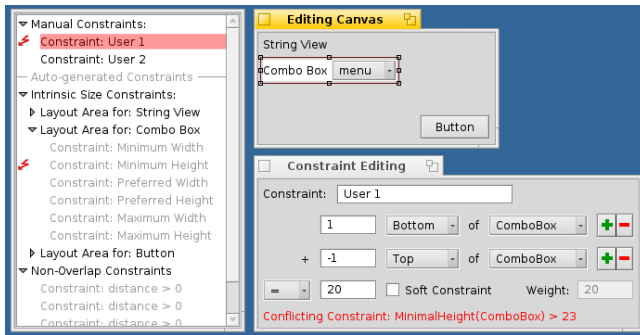 Manual Constraints:
Constraint: User 1
Constraint: User 2
Auto-generated Constraints
Intrinsic Size Constraints:
Layout Area for: String View
Layout Area for: Combo Box
Constraint: Minimum Width
Constraint: Minimum Height
Constraint: Preferred Width
Constraint: Preferred Height
Constraint: Maximum Width
Constraint: Maximum Height
Layout Area for: Button
Non-Overlap Constraints
Constraint: distance > 0
Constraint: distance > 0
Constraint: distance > 0
Editing Canvas
String View
Combo Box menu
Button
Constraint Editing
Constraint: User 1
1 Bottom of ComboBox + −
+ -1 Top of ComboBox + −
= 20 Soft Constraint Weight: 20
Conflicting Constraint: MinimalHeight(ComboBox) > 23